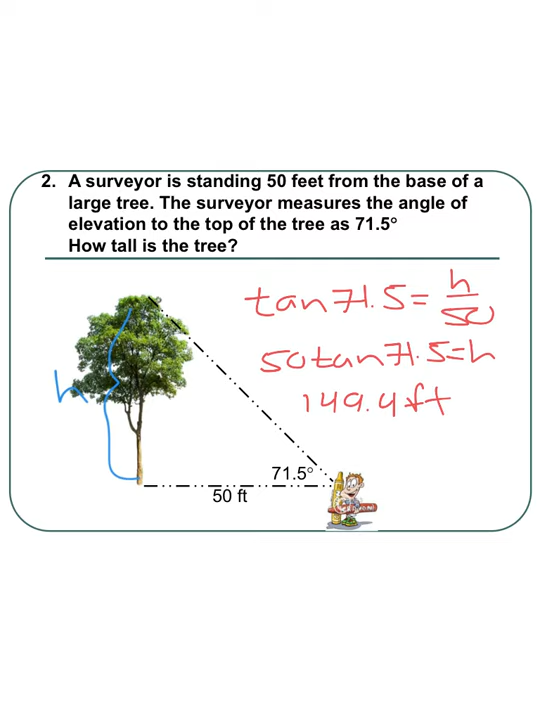 2. A surveyor is standing 50 feet from the base of a
large tree. The surveyor measures the angle of
elevation to the top of the tree as 71.5°
How tall is the tree?
tan 71.5 = h/50
50 tan 71.5 = h
149.4 ft
h
71.5°
50 ft